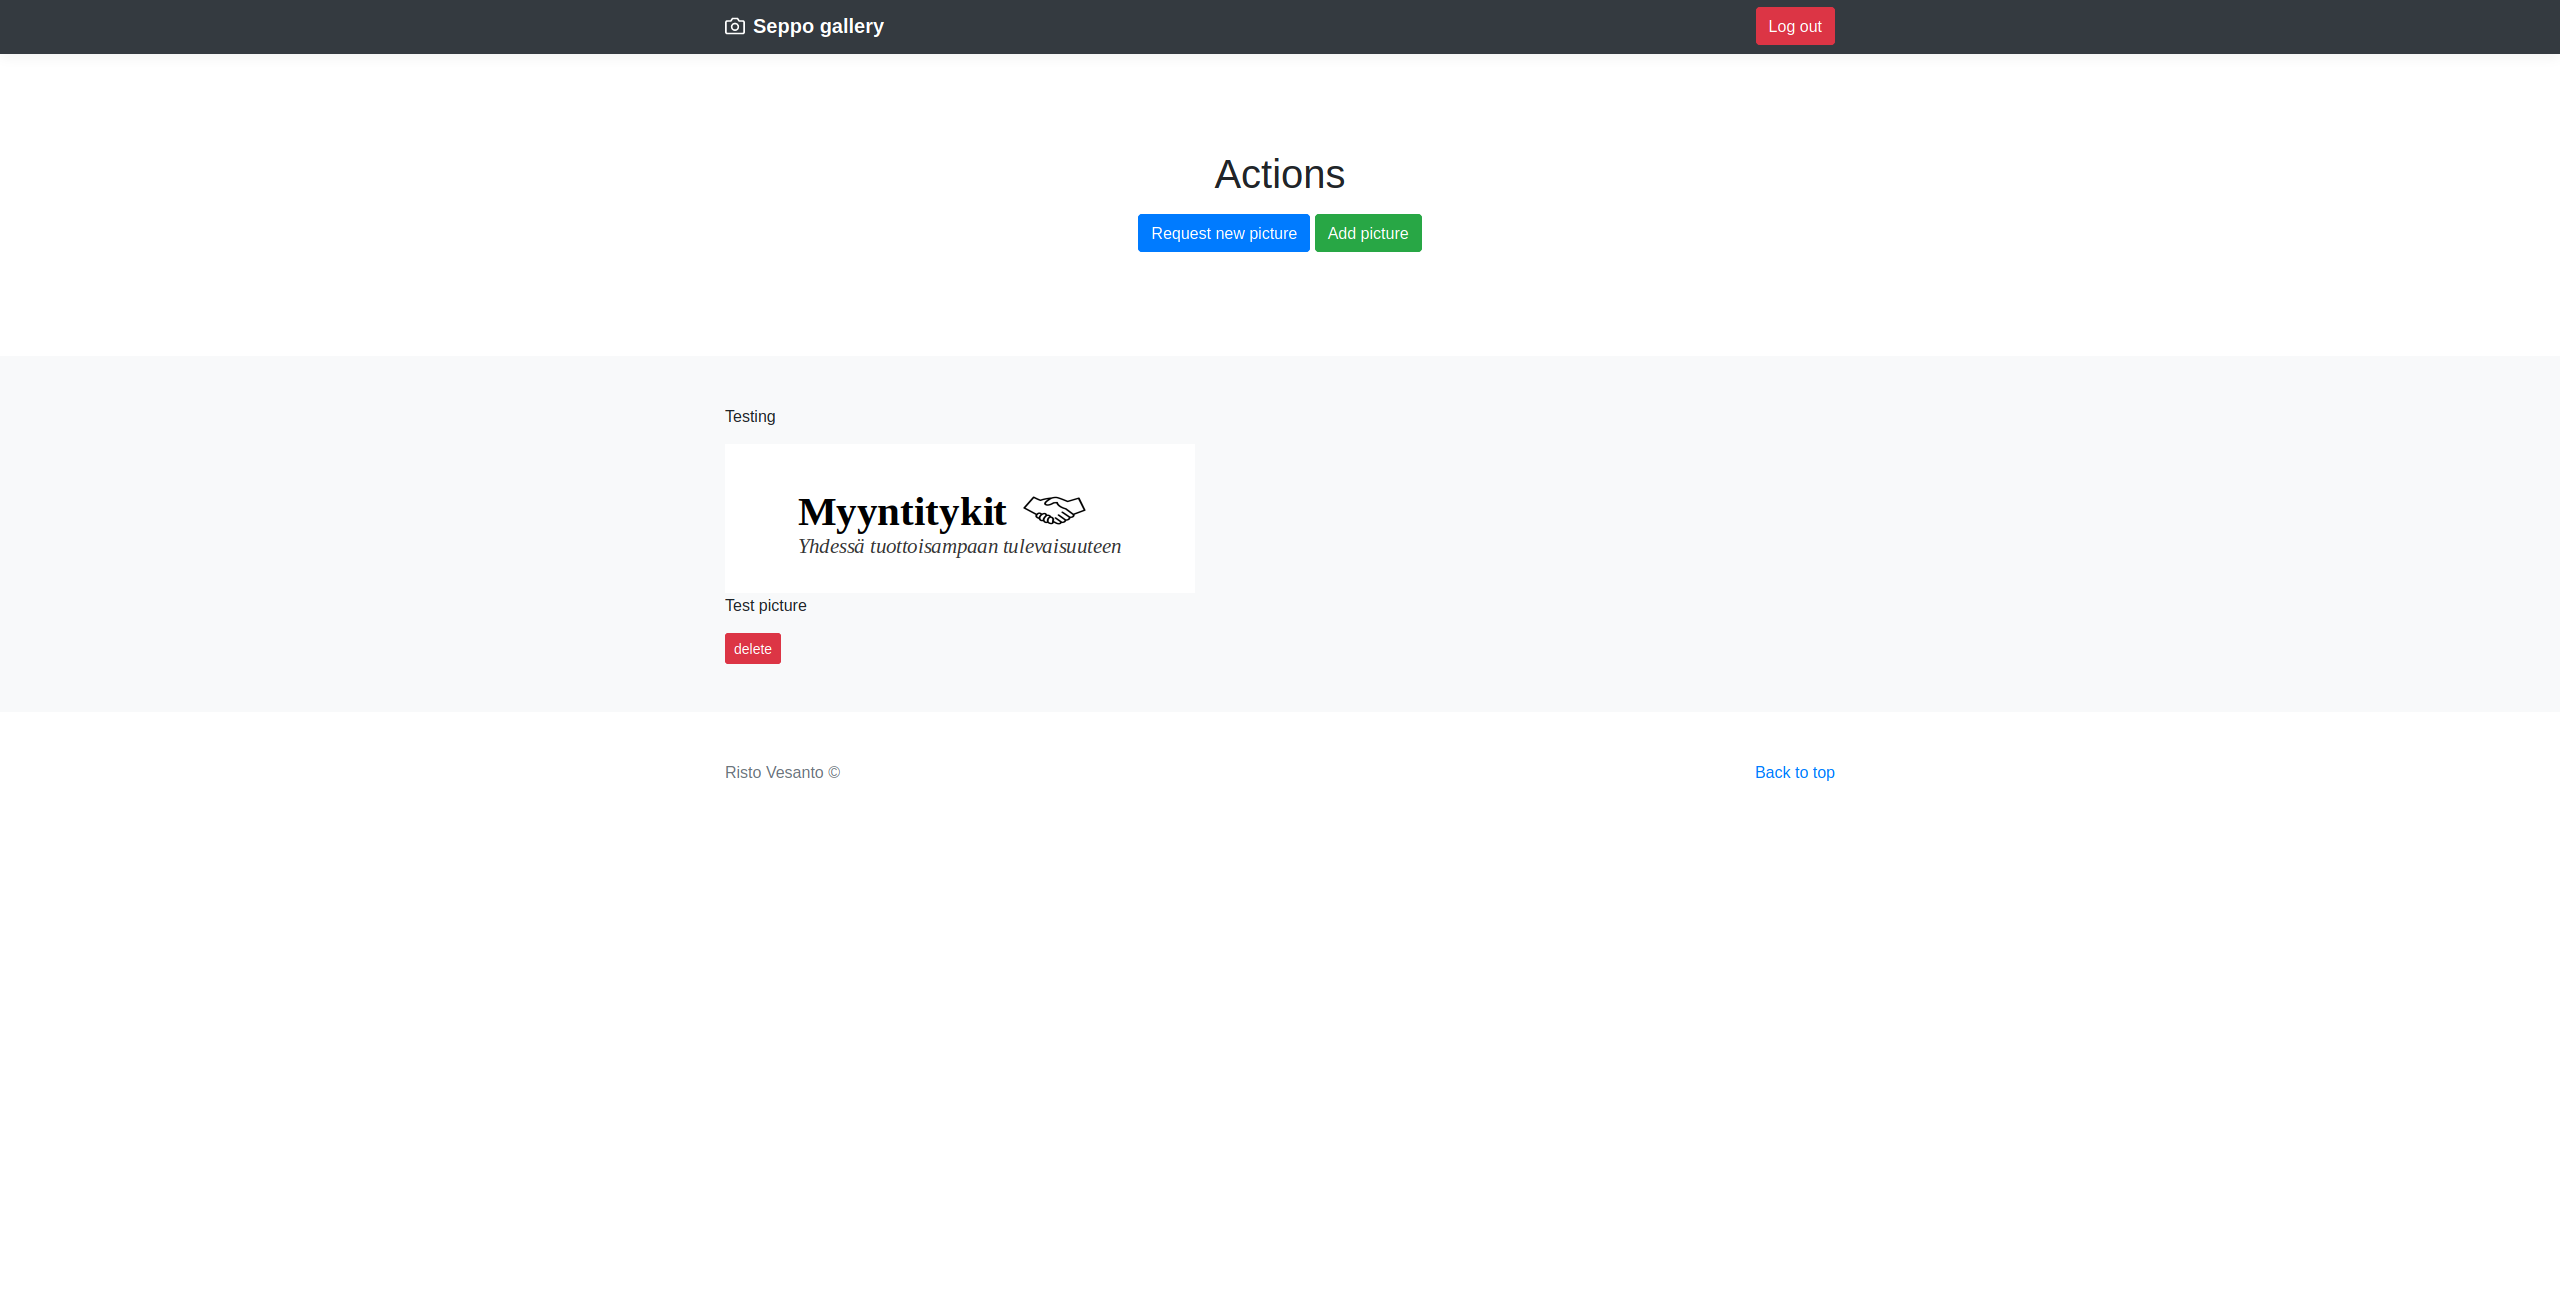 Seppo gallery
Log out
Actions
Request new picture Add picture
Testing
Myyntitykit
Yhdessä tuottoisampaan tulevaisuuteen
Test picture
delete
Risto Vesanto ©
Back to top